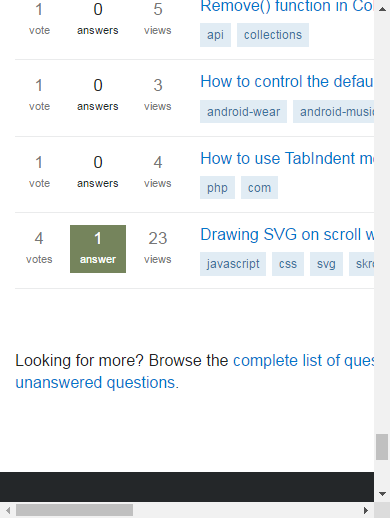 1 0 5 Remove() function in Co
vote answers views api collections
1 0 3 How to control the defau
vote answers views android-wear android-musi
1 0 4 How to use TabIndent m
vote answers views php com
4 1 23 Drawing SVG on scroll w
votes answer views javascript css svg skr
Looking for more? Browse the complete list of ques
unanswered questions.